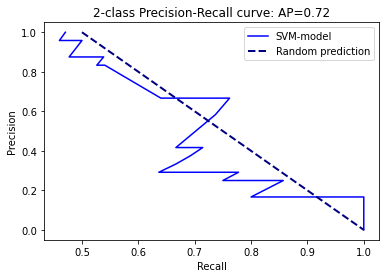 2-class Precision-Recall curve: AP=0.72
SVM-model
Random prediction
Precision
1.0
0.8
0.6
0.4
0.2
0.0
0.5 0.6 0.7 0.8 0.9 1.0
Recall